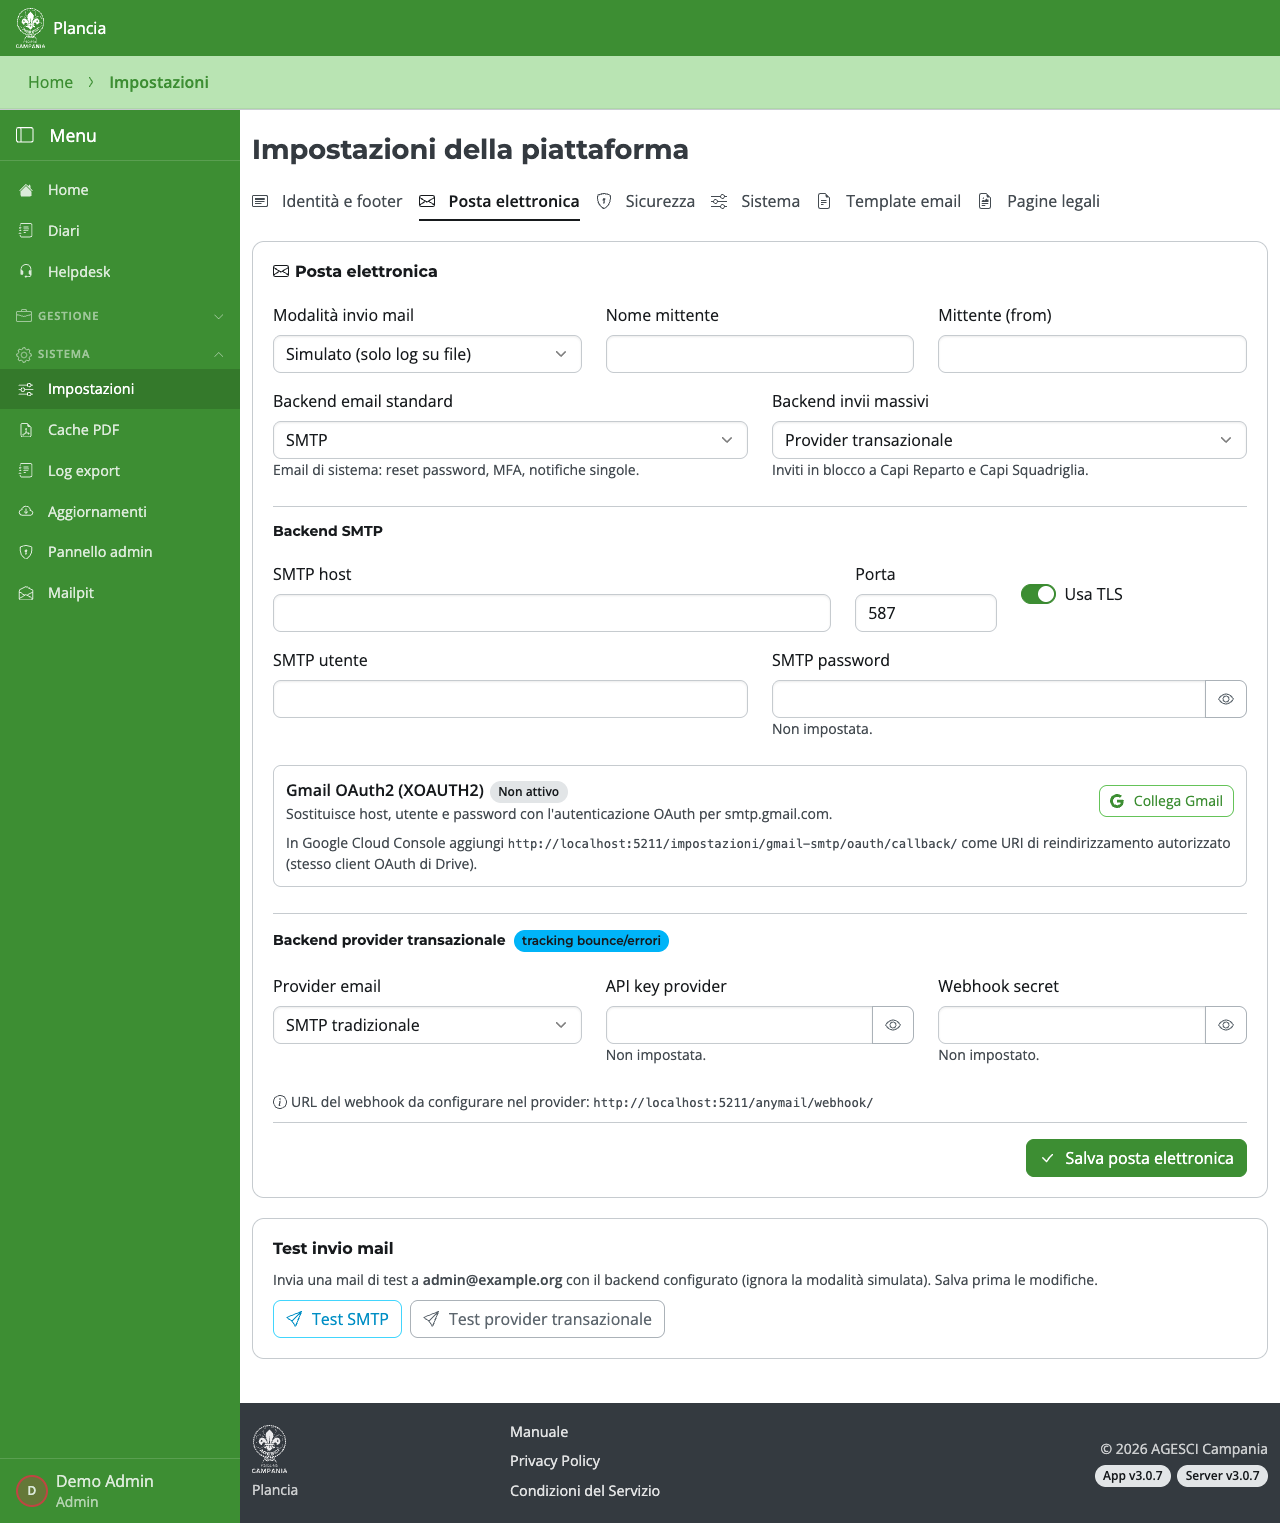 CAMPANIA
Plancia
Home
Impostazioni
Menu
Home
Diari
Helpdesk
GESTIONE
SISTEMA
Impostazioni
Cache PDF
Log export
Aggiornamenti
Pannello admin
Mailpit
D
Demo Admin
Admin
Impostazioni della piattaforma
Identità e footer
Posta elettronica
Sicurezza
Sistema
Template email
Pagine legali
Posta elettronica
Modalità invio mail
Nome mittente
Mittente (from)
Simulato (solo log su file)
Backend email standard
Backend invii massivi
SMTP
Provider transazionale
Email di sistema: reset password, MFA, notifiche singole.
Inviti in blocco a Capi Reparto e Capi Squadriglia.
Backend SMTP
SMTP host
Porta
587
Usa TLS
SMTP utente
SMTP password
Non impostata.
Gmail OAuth2 (XOAUTH2) Non attivo
Sostituisce host, utente e password con l'autenticazione OAuth per smtp.gmail.com.
Collega Gmail
In Google Cloud Console aggiungi http://localhost:5211/impostazioni/gmail-smtp/oauth/callback/ come URI di reindirizzamento autorizzato
(stesso client OAuth di Drive).
Backend provider transazionale tracking bounce/errori
Provider email
API key provider
Webhook secret
SMTP tradizionale
Non impostata.
Non impostato.
URL del webhook da configurare nel provider: http://localhost:5211/anymail/webhook/
Salva posta elettronica
Test invio mail
Invia una mail di test a admin@example.org con il backend configurato (ignora la modalità simulata). Salva prima le modifiche.
Test SMTP
Test provider transazionale
CAMPANIA
Plancia
Manuale
Privacy Policy
Condizioni del Servizio
© 2026 AGESCI Campania
App v3.0.7
Server v3.0.7